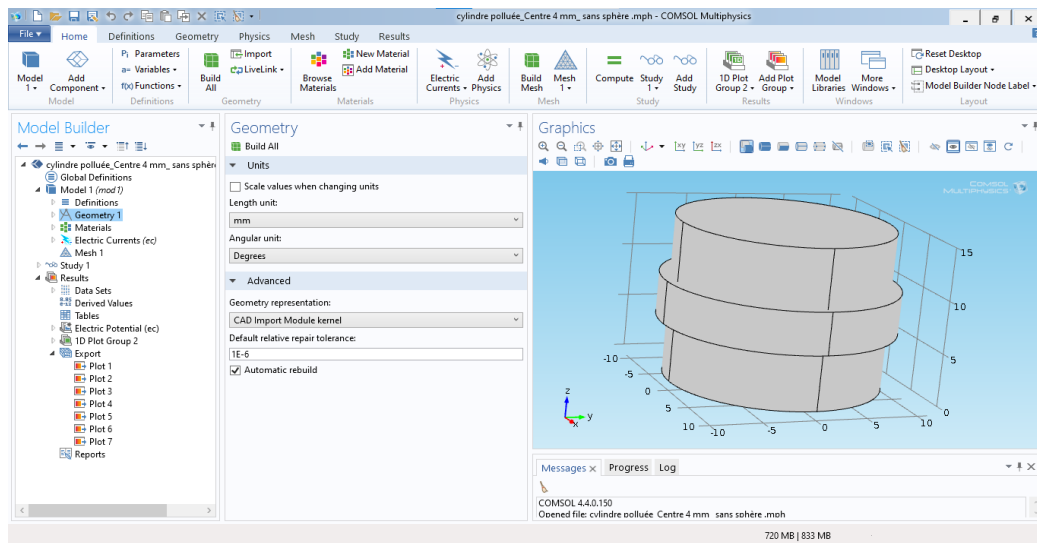 cylindre polluée_Centre 4 mm_ sans sphère .mph - COMSOL Multiphysics
File Home Definitions Geometry Physics Mesh Study Results
Model 1
Add Component
Model
Pi Parameters
a= Variables
f(x) Functions
Definitions
Build All
Import
LiveLink
Geometry
Browse Materials
New Material
Add Material
Materials
Electric Currents
Add Physics
Physics
Build Mesh
Mesh 1
Mesh
Compute
Study 1
Add Study
Study
1D Plot Group 2
Add Plot Group
Results
Model Libraries
More Windows
Windows
Reset Desktop
Desktop Layout
Model Builder Node Label
Layout
Model Builder
cylindre polluée_Centre 4 mm_ sans sphère
Global Definitions
Model 1 (mod1)
Definitions
Geometry 1
Materials
Electric Currents (ec)
Mesh 1
Study 1
Results
Data Sets
8.85 e-12 Derived Values
Tables
Electric Potential (ec)
1D Plot Group 2
Export
Plot 1
Plot 2
Plot 3
Plot 4
Plot 5
Plot 6
Plot 7
Reports
Geometry
Build All
Units
Scale values when changing units
Length unit:
mm
Angular unit:
Degrees
Advanced
Geometry representation:
CAD Import Module kernel
Default relative repair tolerance:
1E-6
Automatic rebuild
Graphics
xy yz zx
COMSOL
MULTIPHYSICS
15
10
5
0
-10
-5
0
5
10
-10
-5
0
5
10
z
y
x
Messages Progress Log
COMSOL 4.4.0.150
Opened file: cylindre polluée_Centre 4 mm_ sans sphère .mph
720 MB | 833 MB